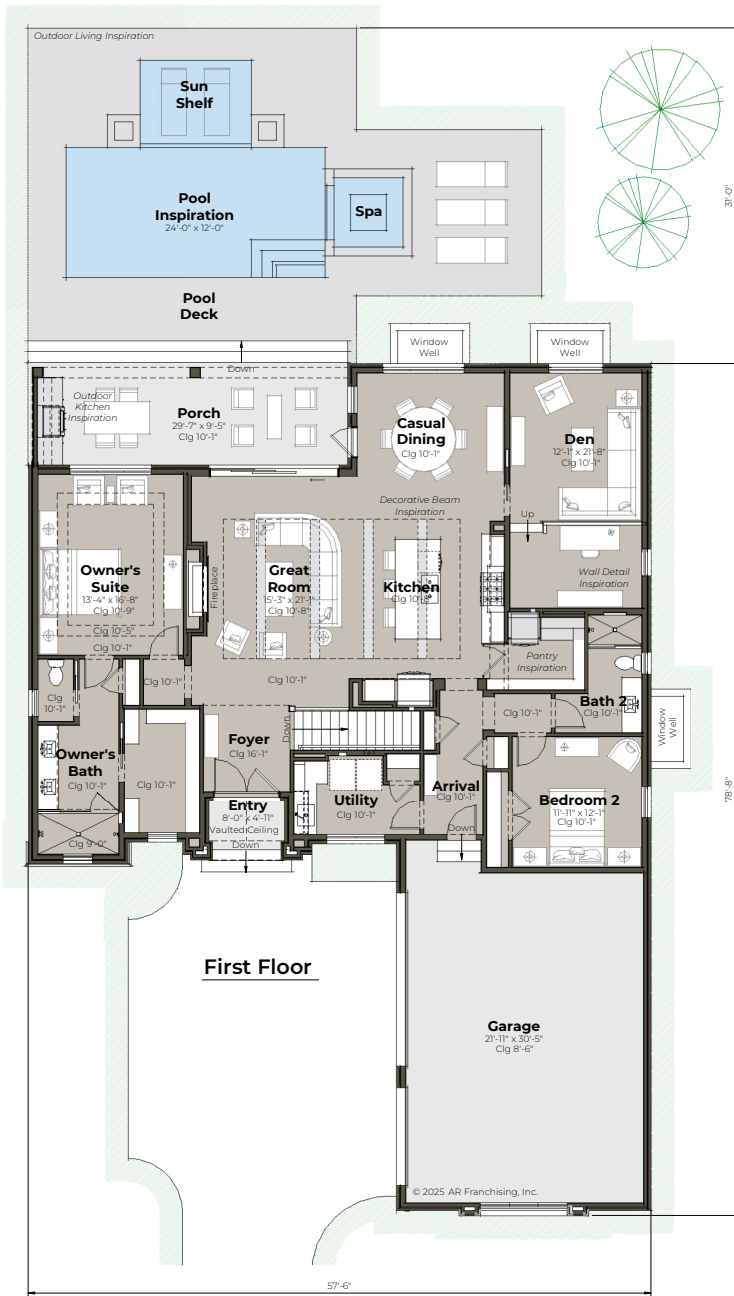 Outdoor Living Inspiration
Sun
Shelf
Pool
Inspiration
24'-0" x 12'-0"
Spa
31'-0"
Pool
Deck
Window
Well
Window
Well
Down
Outdoor
Kitchen
Inspiration
Porch
29'-7" x 9'-5"
Clg 10'-1"
Casual
Dining
Clg 10'-1"
Den
12'-1" x 21'-8"
Clg 10'-1"
Decorative Beam
Inspiration
Up
Owner's
Suite
13'-4" x 16'-8"
Clg 10'-9"
Clg 10'-5"
Clg 10'-1"
Fireplace
Great
Room
15'-3" x 21'-1"
Clg 10'-8"
Kitchen
Clg 10'-8"
Wall Detail
Inspiration
Pantry
Inspiration
Clg
10'-1"
Clg 10'-1"
Clg 10'-1"
Bath 2
Clg 10'-1"
Clg 10'-1"
Window
Well
Foyer
Clg 16'-1"
Down
Owner's
Bath
Clg 10'-1"
Clg 10'-1"
Clg 9'-0"
Entry
8'-0" x 4'-11"
Vaulted Ceiling
Down
Utility
Clg 10'-1"
Arrival
Clg 10'-1"
Down
Bedroom 2
11'-11" x 12'-1"
Clg 10'-1"
78'-8"
First Floor
Garage
21'-11" x 30'-5"
Clg 8'-6"
© 2025 AR Franchising, Inc.
57'-6"